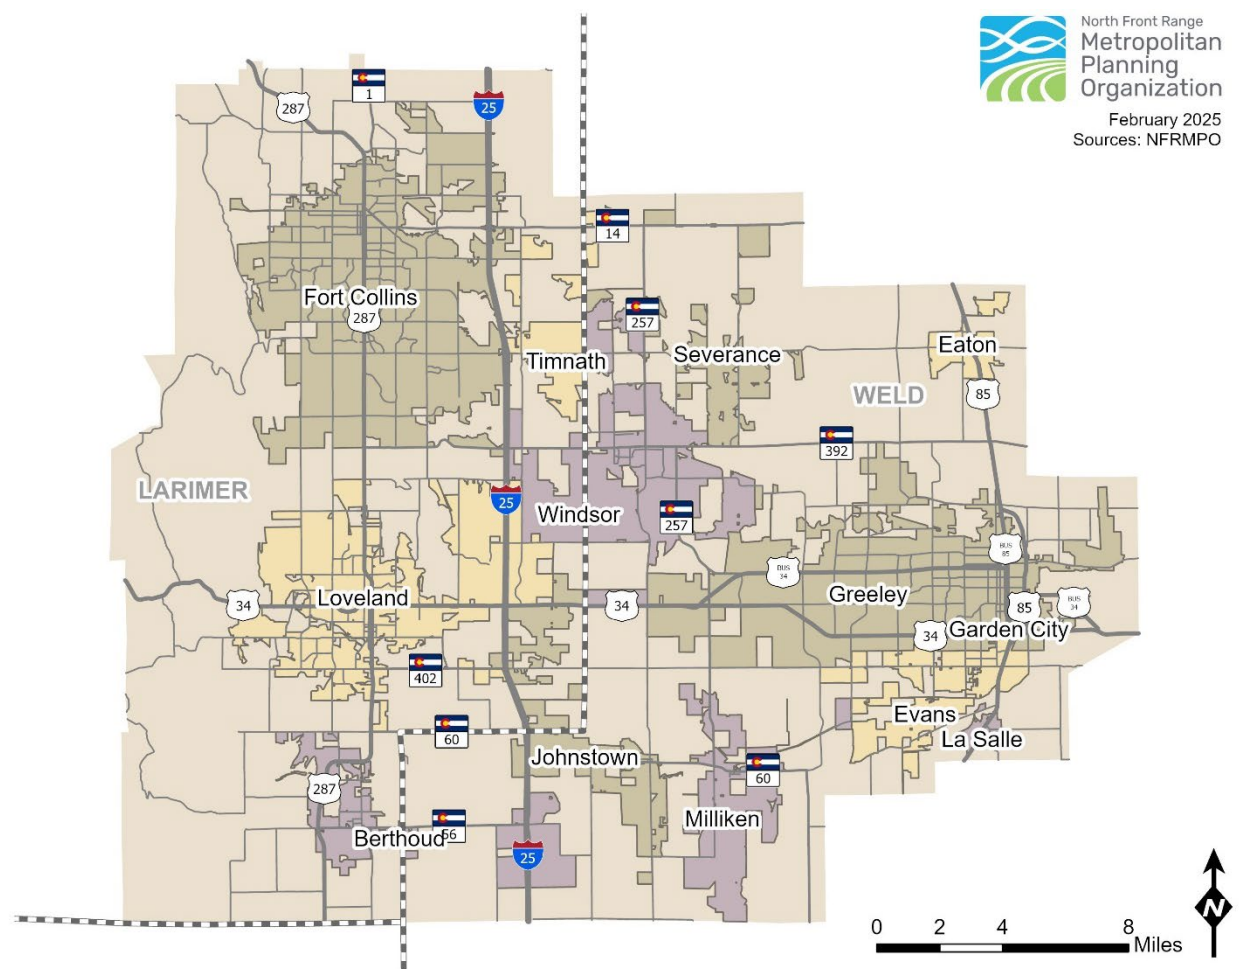 North Front Range
Metropolitan
Planning
Organization
February 2025
Sources: NFRMPO
1
287
25
14
Fort Collins
287
257
Timnath
Severance
Eaton
WELD
85
392
LARIMER
25
Windsor
257
BUS
85
BUS
34
Loveland
Greeley
34
34
85
BUS
34
34
Garden City
402
60
Evans
La Salle
Johnstown
60
287
Milliken
56
Berthoud
25
N
0 2 4 8
Miles